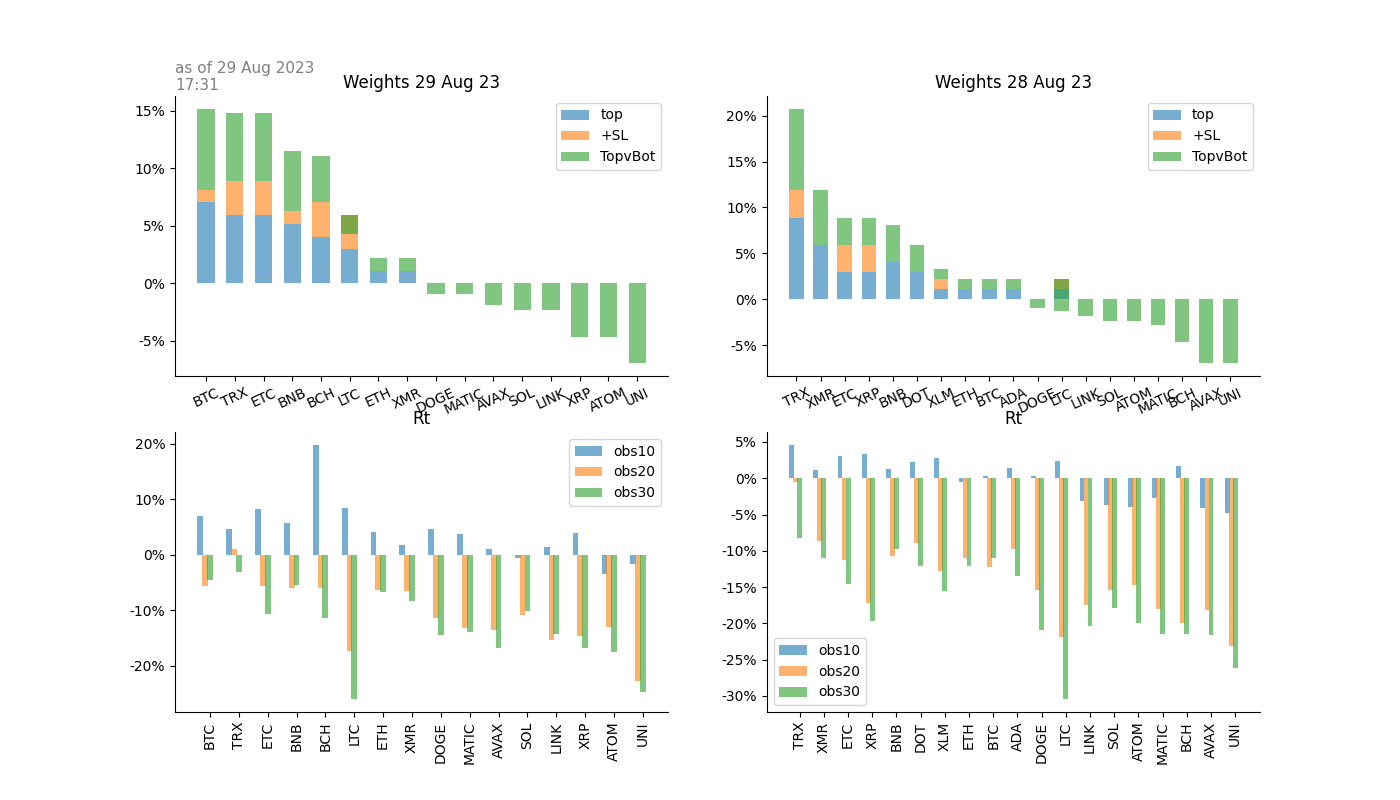 as of 29 Aug 2023
17:31
Weights 29 Aug 23
15%
10%
5%
0%
-5%
top
+SL
TopvBot
BTC TRX ETC BNB BCH LTC ETH XMR DOGE MATIC AVAX SOL LINK XRP ATOM UNI
Weights 28 Aug 23
20%
15%
10%
5%
0%
-5%
top
+SL
TopvBot
TRX XMR ETC XRP BNB DOT XLM ETH BTC ADA DOGE LTC LINK SOL ATOM MATIC BCH AVAX UNI
Rt
20%
10%
0%
-10%
-20%
obs10
obs20
obs30
BTC TRX ETC BNB BCH LTC ETH XMR DOGE MATIC AVAX SOL LINK XRP ATOM UNI
Rt
5%
0%
-5%
-10%
-15%
-20%
-25%
-30%
obs10
obs20
obs30
TRX XMR ETC XRP BNB DOT XLM ETH BTC ADA DOGE LTC LINK SOL ATOM MATIC BCH AVAX UNI